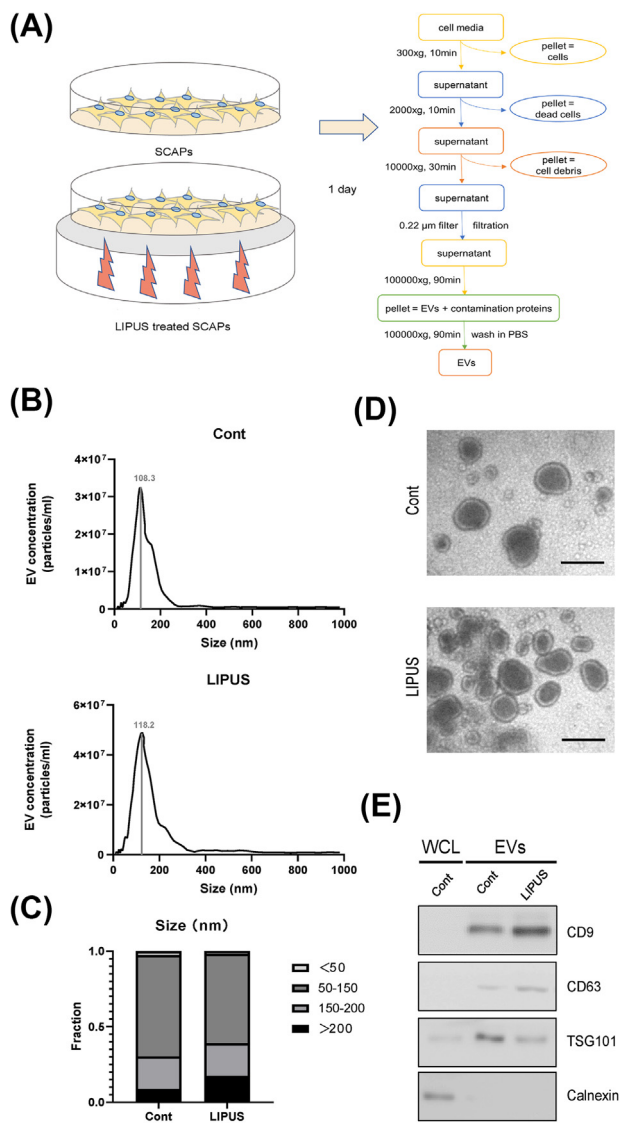 (A)
SCAPs
LIPUS treated SCAPs
1 day
cell media
300xg, 10min
pellet =
cells
supernatant
2000xg, 10min
pellet =
dead cells
supernatant
10000xg, 30min
pellet =
cell debris
supernatant
0.22 µm filter filtration
supernatant
100000xg, 90min
pellet = EVs + contamination proteins
100000xg, 90min wash in PBS
EVs
(B)
Cont
EV concentration
(particles/ml)
4×10⁷
3×10⁷
2×10⁷
1×10⁷
0
108.3
0 200 400 600 800 1000
Size (nm)
LIPUS
EV concentration
(particles/ml)
6×10⁷
4×10⁷
2×10⁷
0
118.2
0 200 400 600 800 1000
Size (nm)
(C)
Size (nm)
Fraction
1.0
0.5
0.0
Cont LIPUS
<50
50-150
150-200
>200
(D)
Cont
LIPUS
(E)
WCL EVs
Cont Cont LIPUS
CD9
CD63
TSG101
Calnexin